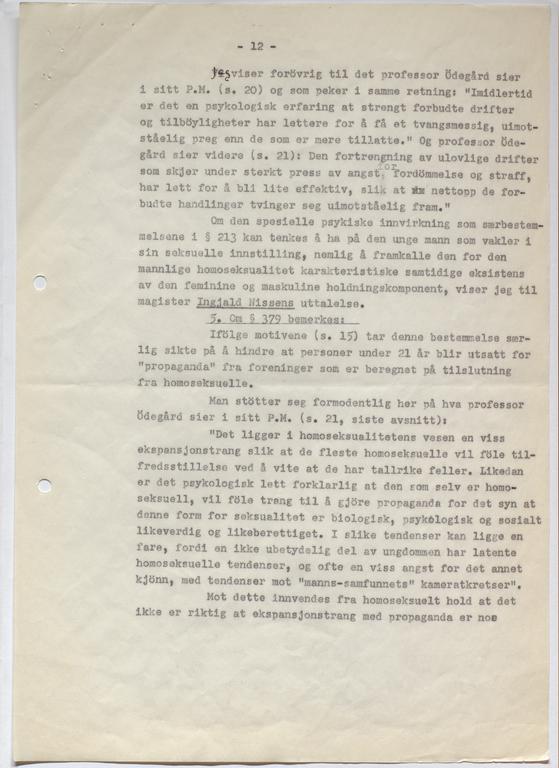 - 12 -
Jeg viser forövrig til det professor Ödegård sier
i sitt P.M. (s. 20) og som peker i samme retning: "Imidlertid
er det en psykologisk erfaring at strengt forbudte drifter
og tilböyligheter har lettere for å få et tvangsmessig, uimot-
ståelig preg enn de som er mere tillatte." Og professor Öde-
gård sier videre (s. 21): Den fortrengning av ulovlige drifter
som skjer under sterkt press av angst for fordömmelse og straff,
har lett for å bli lite effektiv, slik at nettopp de for-
budte handlinger tvinger seg uimotståelig fram."
Om den spesielle psykiske innvirkning som særbestem-
melsene i § 213 kan tenkes å ha på den unge mann som vakler i
sin seksuelle innstilling, nemlig å framkalle den for den
mannlige homoseksualitet karakteristiske samtidige eksistens
av den feminine og maskuline holdningskomponent, viser jeg til
magister Ingjald Nissens uttalelse.
5. Om § 379 bemerkes:
Ifölge motivene (s. 15) tar denne bestemmelse sær-
lig sikte på å hindre at personer under 21 år blir utsatt for
"propaganda" fra foreninger som er beregnet på tilslutning
fra homoseksuelle.
Man stötter seg formodentlig her på hva professor
Ödegård sier i sitt P.M. (s. 21, siste avsnitt):
"Det ligger i homoseksualitetens vesen en viss
ekspansjonstrang slik at de fleste homoseksuelle vil föle til-
fredsstillelse ved å vite at de har tallrike feller. Likedan
er det psykologisk lett forklarlig at den som selv er homo-
seksuell, vil föle trang til å gjöre propaganda for det syn at
denne form for seksualitet er biologisk, psykologisk og sosialt
likeverdig og likeberettiget. I slike tendenser kan ligge en
fare, fordi en ikke ubetydelig del av ungdommen har latente
homoseksuelle tendenser, og ofte en viss angst for det annet
kjönn, med tendenser mot "manns-samfunnets" kameratkretser".
Mot dette innvendes fra homoseksuelt hold at det
ikke er riktig at ekspansjonstrang med propaganda er noe